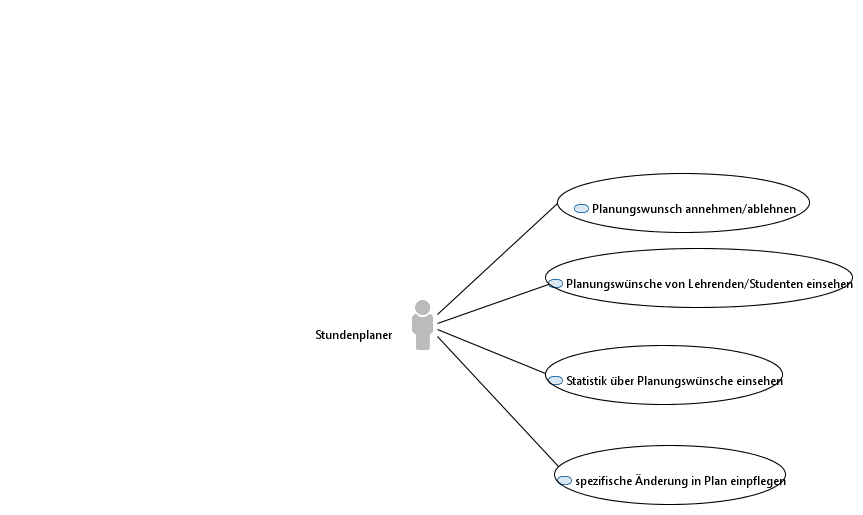 Planungswunsch annehmen/ablehnen
Planungswünsche von Lehrenden/Studenten einsehen
Stundenplaner
Statistik über Planungswünsche einsehen
spezifische Änderung in Plan einpflegen